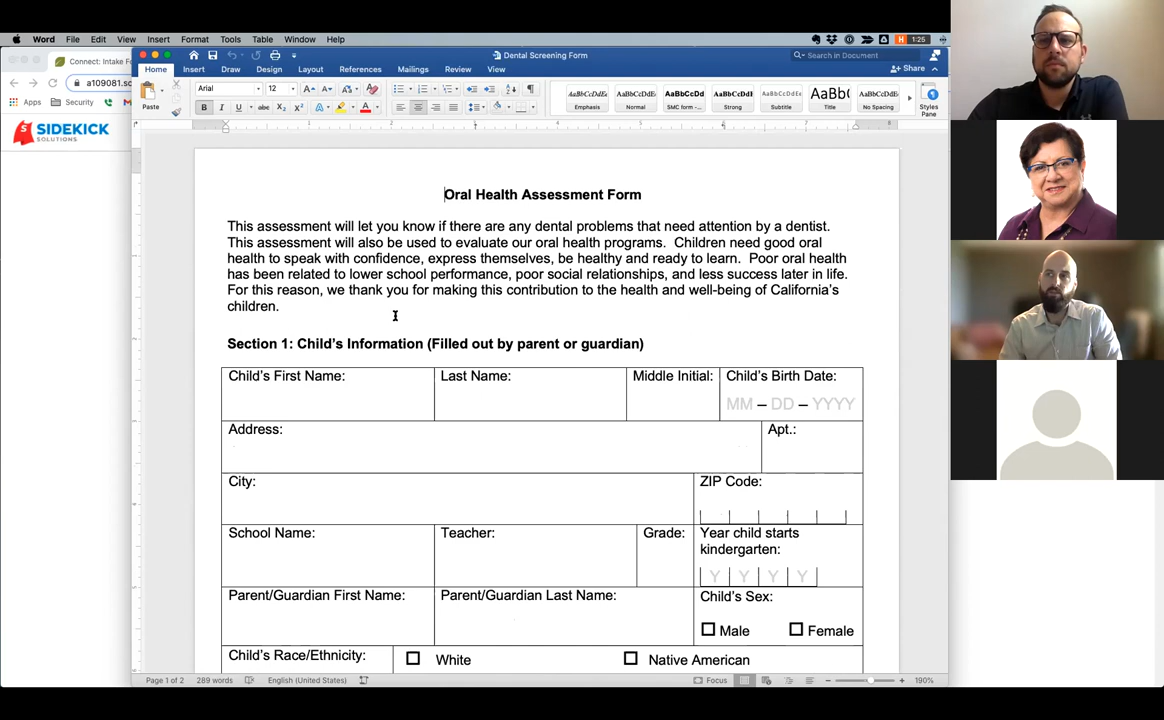 Word File Edit View Insert Format Tools Table Window Help
1:25
Connect: Intake Fo
a109081.so
Apps Security
SIDEKICK
SOLUTIONS
Dental Screening Form
Search in Document
Home Insert Draw Design Layout References Mailings Review View
Share
Paste
Arial 12
Emphasis Normal SMC form -... Strong Subtitle Title No Spacing Styles Pane
Oral Health Assessment Form
This assessment will let you know if there are any dental problems that need attention by a dentist.
This assessment will also be used to evaluate our oral health programs.  Children need good oral
health to speak with confidence, express themselves, be healthy and ready to learn.  Poor oral health
has been related to lower school performance, poor social relationships, and less success later in life.
For this reason, we thank you for making this contribution to the health and well-being of California’s
children.
Section 1: Child’s Information (Filled out by parent or guardian)
Child’s First Name: Last Name: Middle Initial: Child’s Birth Date:
MM – DD – YYYY
Address: Apt.:
City: ZIP Code:
School Name: Teacher: Grade: Year child starts
kindergarten:
Y Y Y Y
Parent/Guardian First Name: Parent/Guardian Last Name: Child’s Sex:
Male Female
Child’s Race/Ethnicity: White Native American
Page 1 of 2 289 words English (United States) Focus 190%